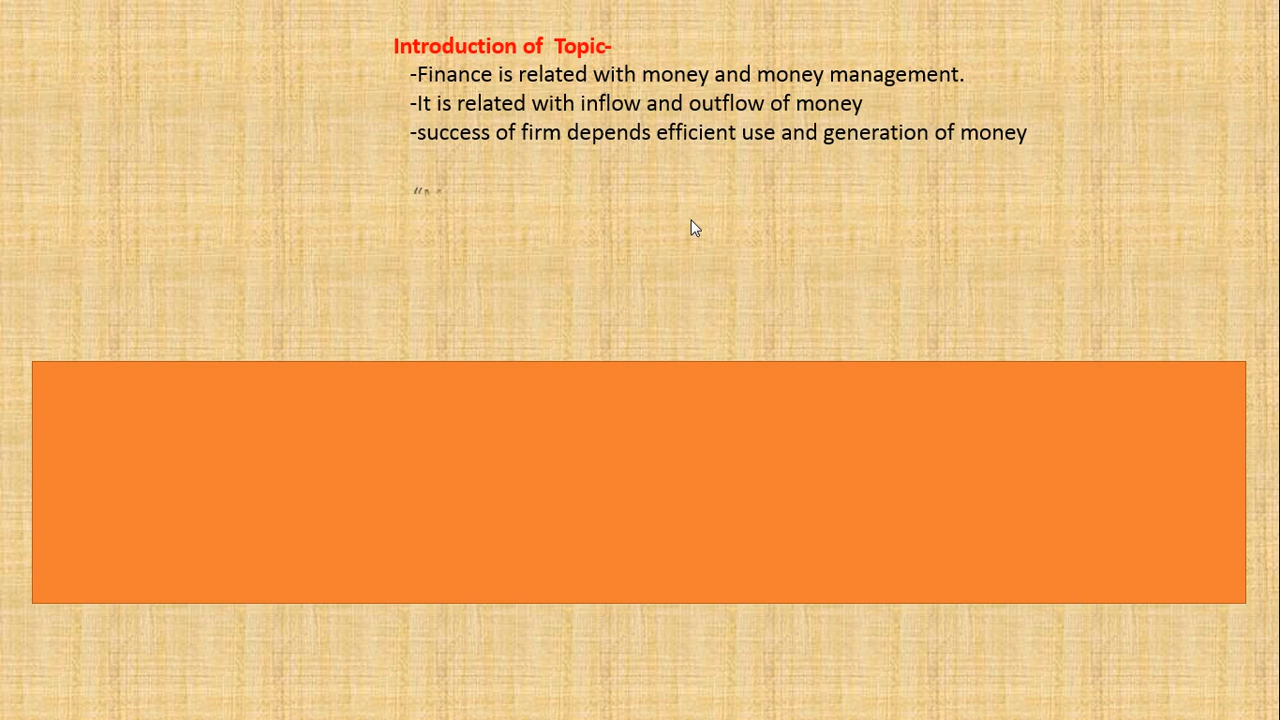 Introduction of  Topic-
-Finance is related with money and money management.
-It is related with inflow and outflow of money
-success of firm depends efficient use and generation of money